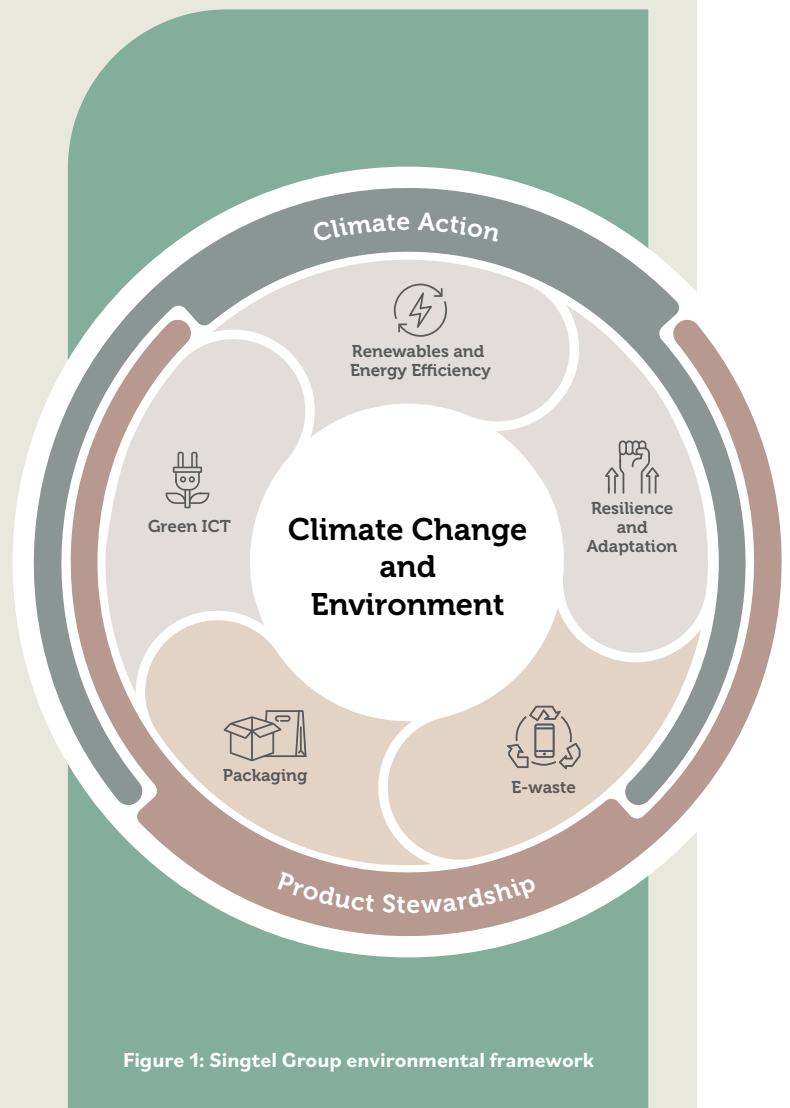 Climate Action
Renewables and
Energy Efficiency
Green ICT
Resilience
and
Adaptation
Climate Change
and
Environment
Packaging
E-waste
Product Stewardship
Figure 1: Singtel Group environmental framework